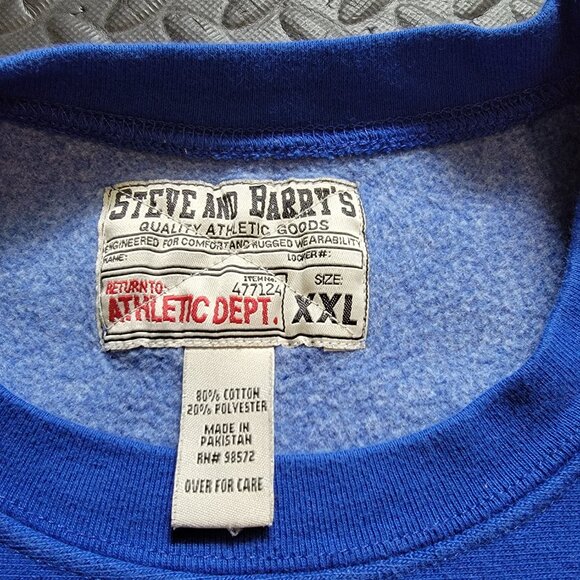 STEVE AND BARRY'S
QUALITY ATHLETIC GOODS
ENGINEERED FOR COMFORT AND RUGGED WEARABILITY
NAME: LOCKER#:
RETURN TO: ITEM NO. 477124
ATHLETIC DEPT.
SIZE:
XXL
80% COTTON
20% POLYESTER
MADE IN
PAKISTAN
RN# 98572
OVER FOR CARE